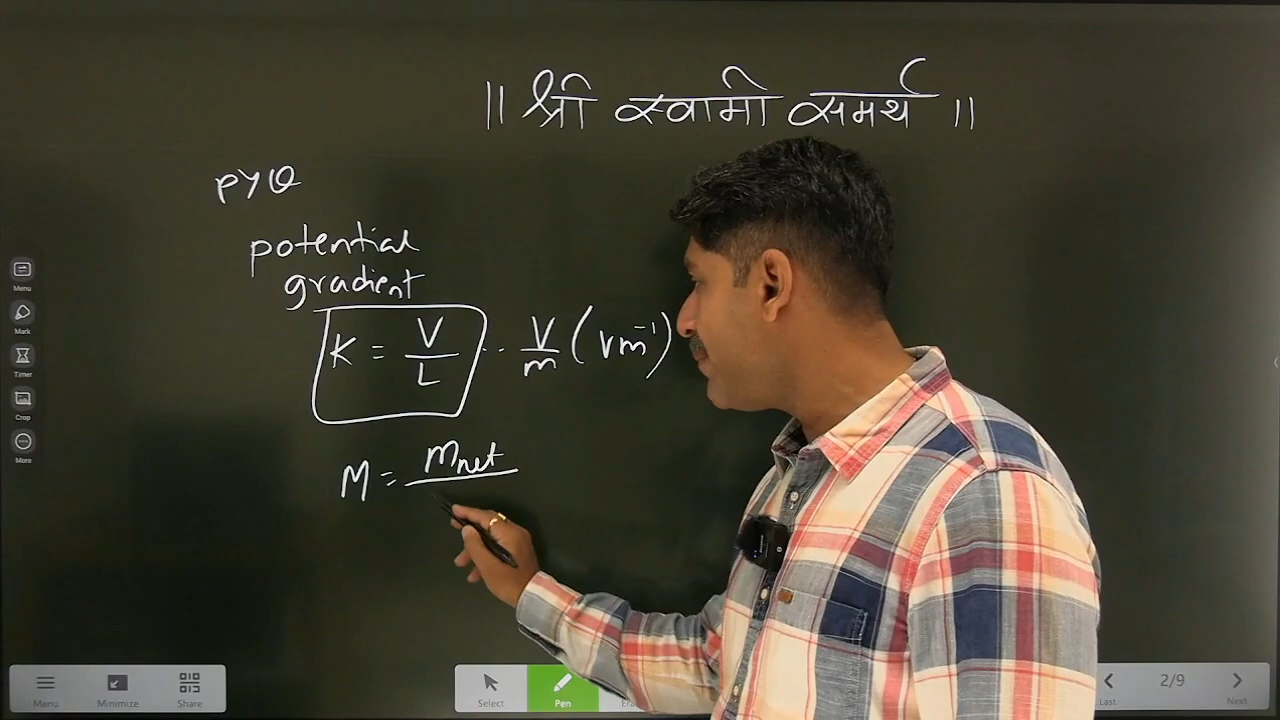 || श्री स्वामी समर्थ ||
PYQ
potential
gradient
K = V/L .. V/m (Vm⁻¹)
M = mnet
Menu
Mark
Timer
Crop
More
Menu Minimize Share Select Pen 2/9 Last Next